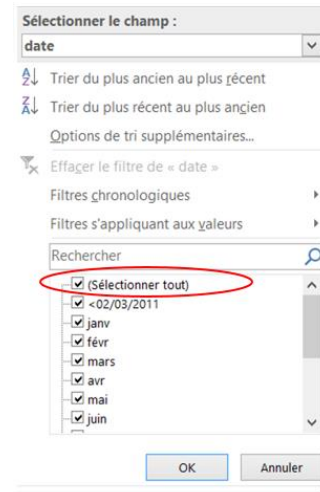 Sélectionner le champ :
date
Trier du plus ancien au plus récent
Trier du plus récent au plus ancien
Options de tri supplémentaires...
Effacer le filtre de « date »
Filtres chronologiques
Filtres s'appliquant aux valeurs
Rechercher
(Sélectionner tout)
<02/03/2011
janv
févr
mars
avr
mai
juin
OK Annuler